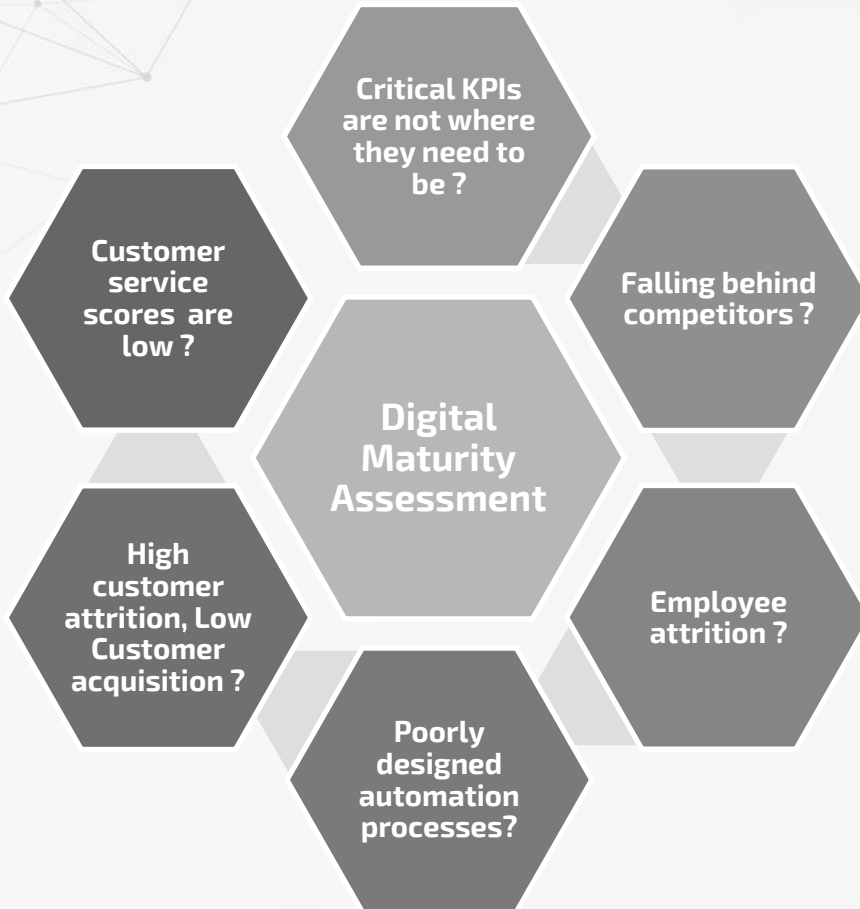 Critical KPIs
are not where
they need to
be ?
Falling behind
competitors ?
Employee
attrition ?
Poorly
designed
automation
processes?
High
customer
attrition, Low
Customer
acquisition ?
Customer
service
scores are
low ?
Digital
Maturity
Assessment